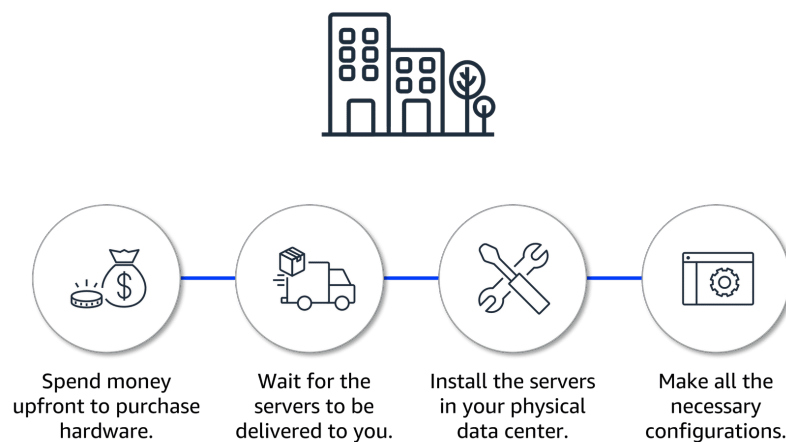 Spend money
upfront to purchase
hardware.
Wait for the
servers to be
delivered to you.
Install the servers
in your physical
data center.
Make all the
necessary
configurations.